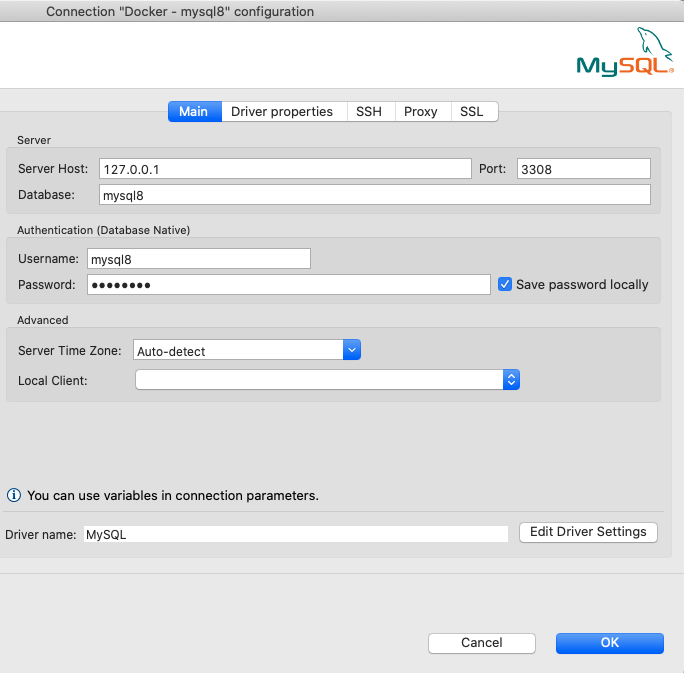 Connection "Docker - mysql8" configuration
MySQL®
Main Driver properties SSH Proxy SSL
Server
Server Host: 127.0.0.1 Port: 3308
Database: mysql8
Authentication (Database Native)
Username: mysql8
Password: ●●●●●●●● Save password locally
Advanced
Server Time Zone: Auto-detect
Local Client:
You can use variables in connection parameters.
Driver name: MySQL Edit Driver Settings
Cancel OK